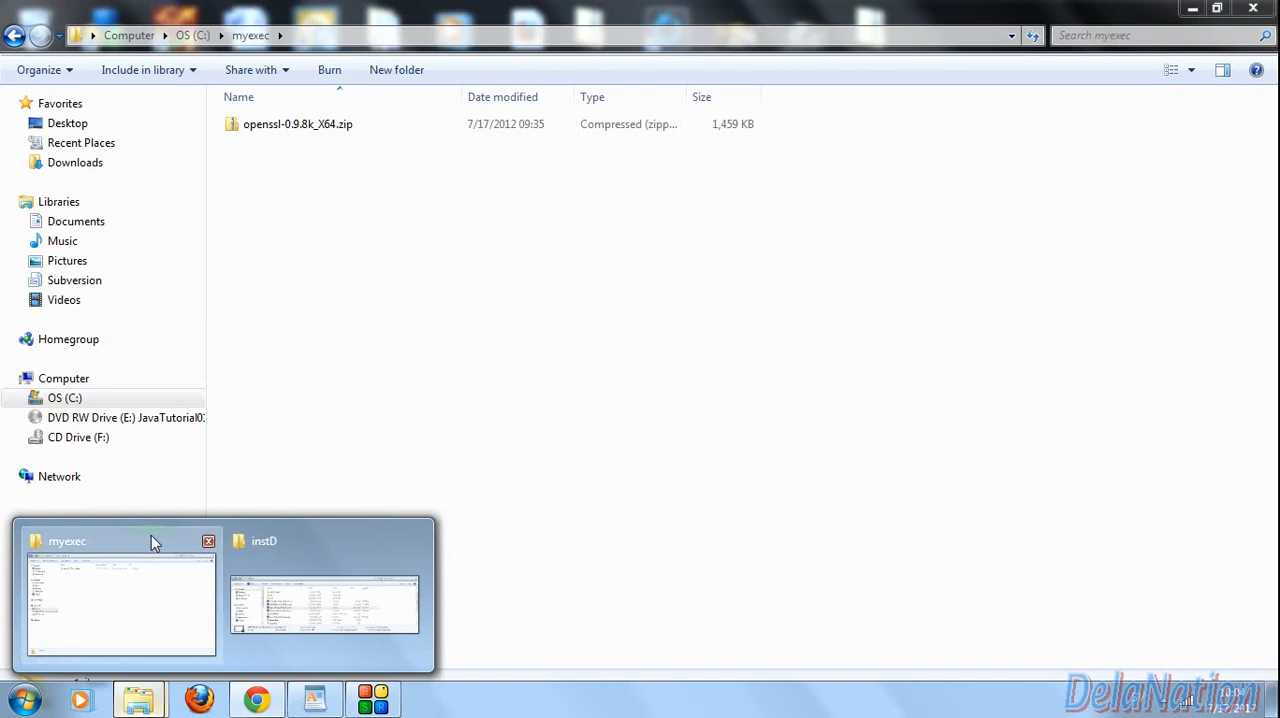 Computer OS (C:) myexec
Search myexec
Organize Include in library Share with Burn New folder
Name Date modified Type Size
openssl-0.9.8k_X64.zip 7/17/2012 09:35 Compressed (zipp... 1,459 KB
Favorites
Desktop
Recent Places
Downloads
Libraries
Documents
Music
Pictures
Subversion
Videos
Homegroup
Computer
OS (C:)
DVD RW Drive (E:) JavaTutorial01
CD Drive (F:)
Network
myexec instD
DelaNation